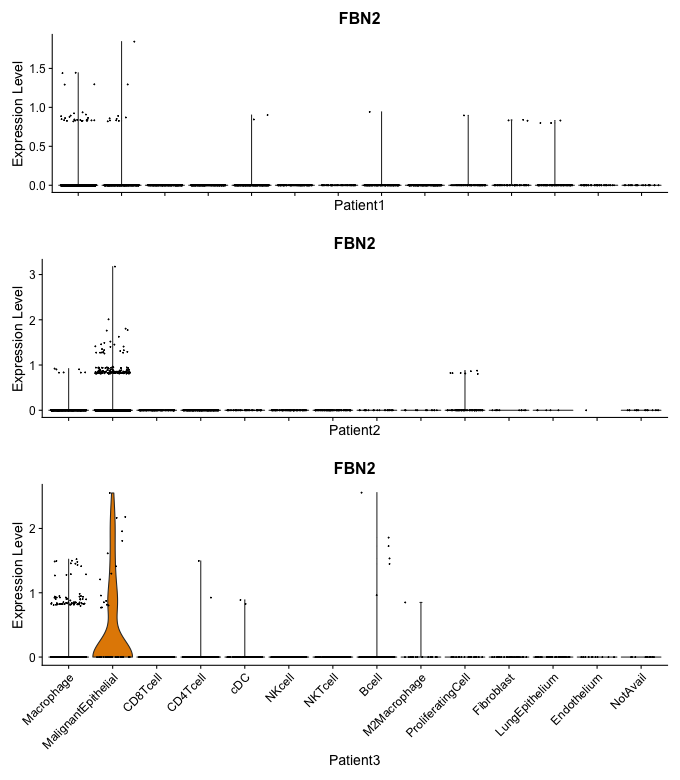 FBN2
Expression Level
1.5
1.0
0.5
0.0
Patient1
FBN2
Expression Level
3
2
1
0
Patient2
FBN2
Expression Level
2
1
0
Macrophage
MalignantEpithelial
CD8Tcell
CD4Tcell
cDC
NKcell
NKTcell
Bcell
M2Macrophage
ProliferatingCell
Fibroblast
LungEpithelium
Endothelium
NotAvail
Patient3